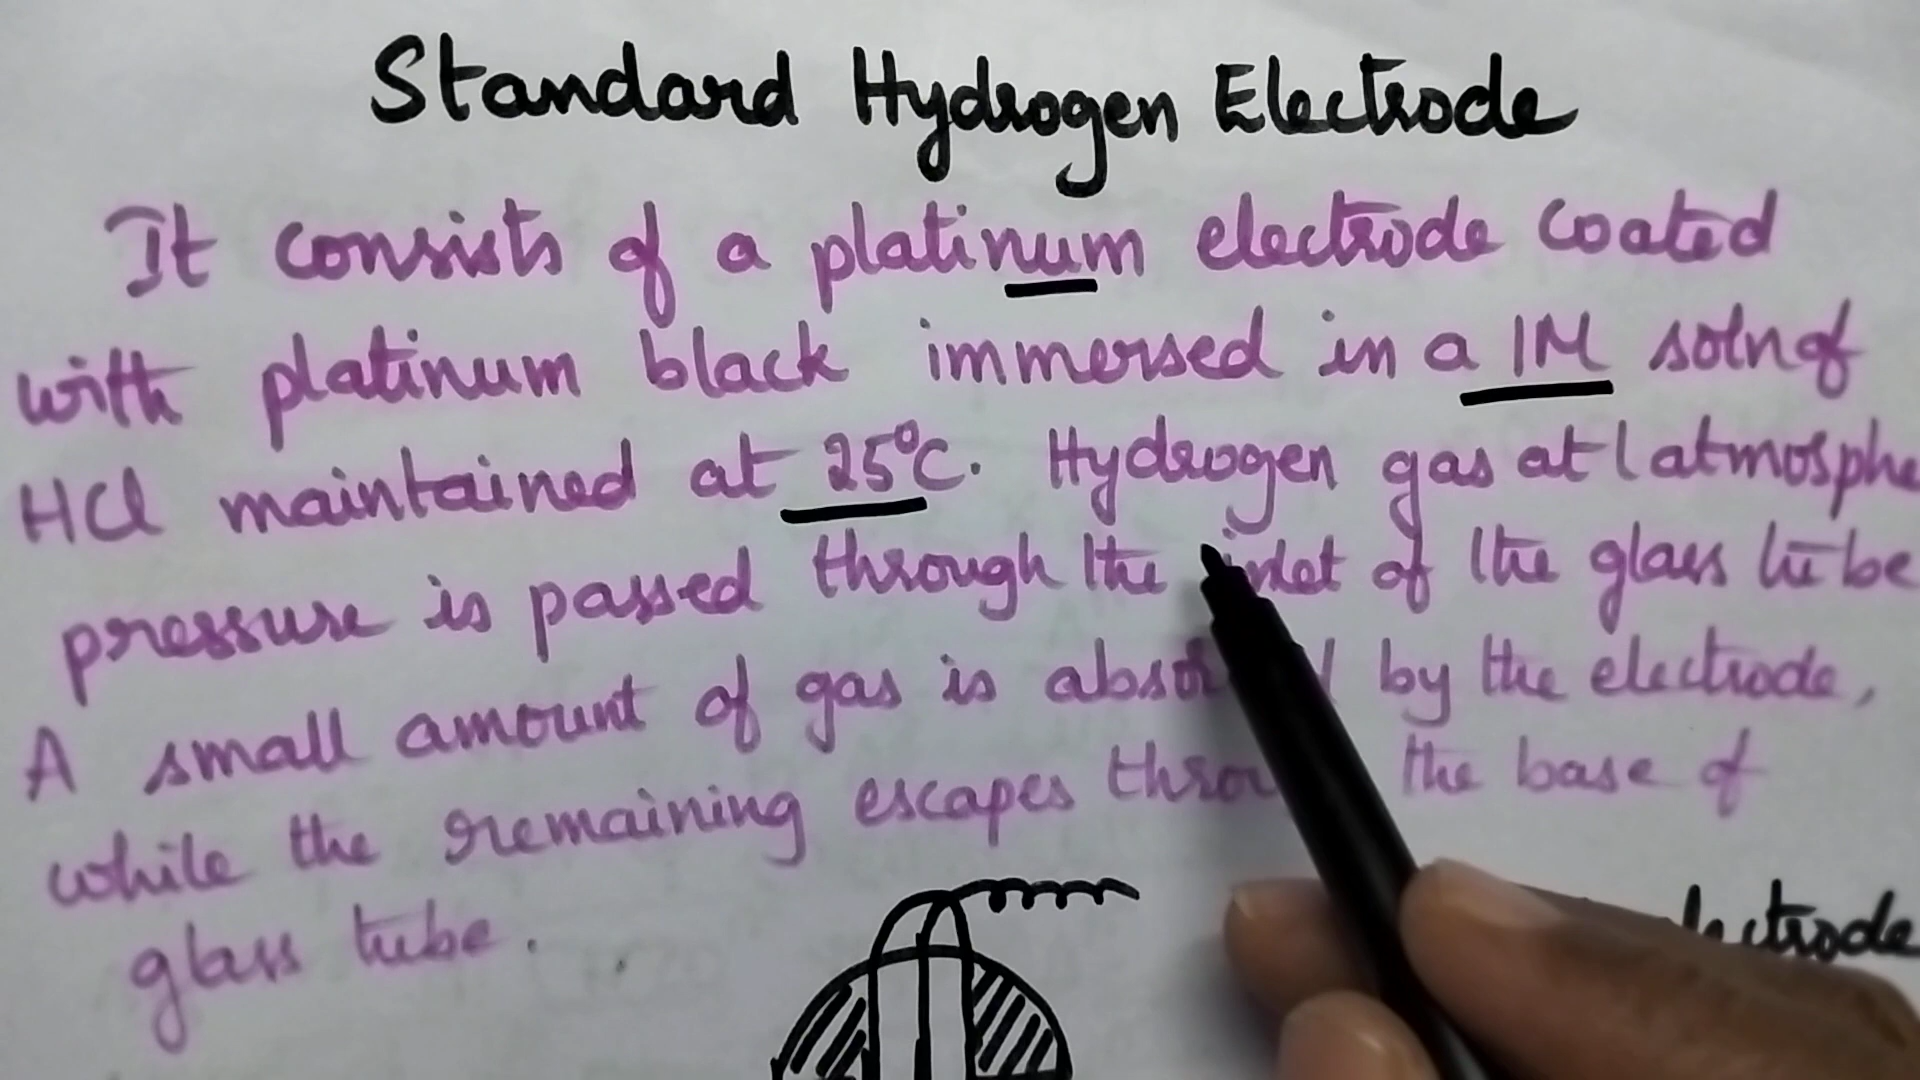 Standard Hydrogen Electrode
It consists of a platinum electrode coated
with platinum black immersed in a 1M soln of
HCl maintained at 25°C. Hydrogen gas at 1 atmosphe
pressure is passed through the inlet of the glass tube
A small amount of gas is by the electrode,
while the remaining escapes the base of
glass tube.
lectrode